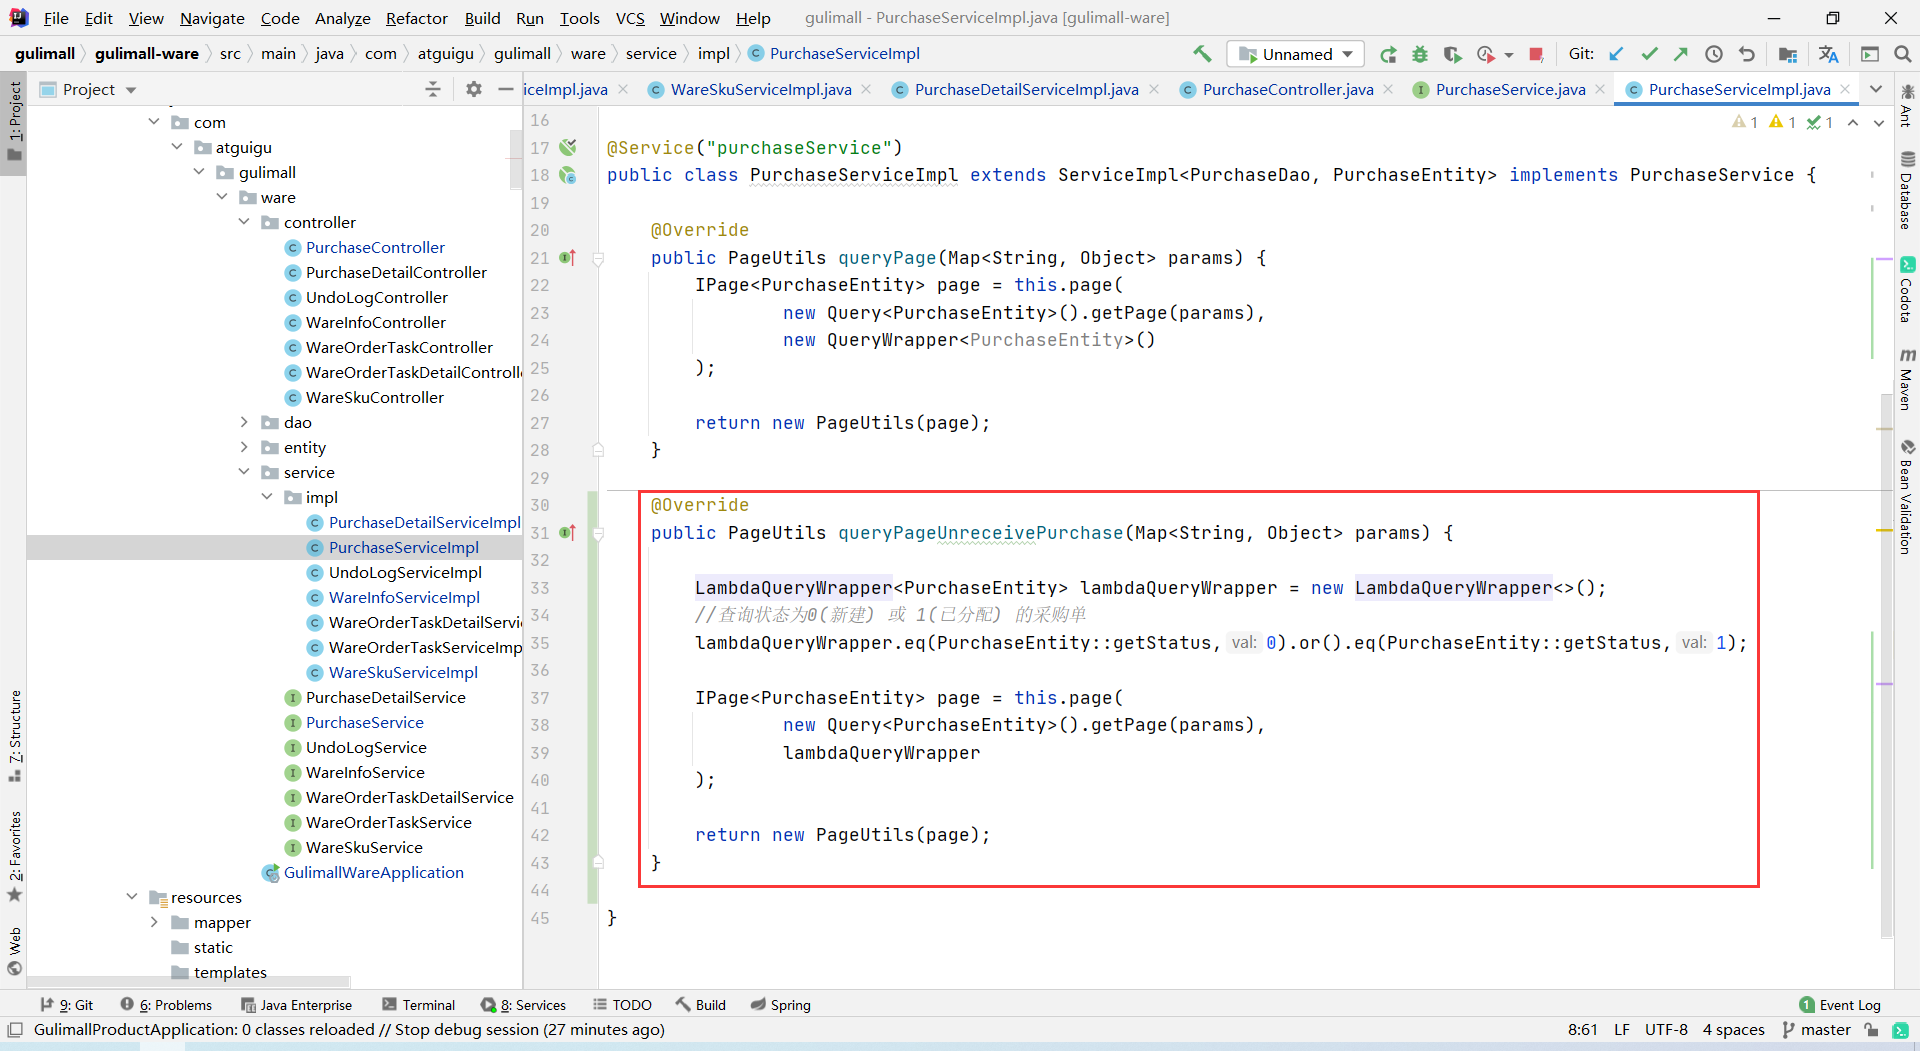 File Edit View Navigate Code Analyze Refactor Build Run Tools VCS Window Help gulimall - PurchaseServiceImpl.java [gulimall-ware]
gulimall gulimall-ware src main java com atguigu gulimall ware service impl PurchaseServiceImpl Unnamed Git:
Project iceImpl.java WareSkuServiceImpl.java PurchaseDetailServiceImpl.java PurchaseController.java PurchaseService.java PurchaseServiceImpl.java
1: Project
7: Structure
2: Favorites
Web
com
atguigu
gulimall
ware
controller
PurchaseController
PurchaseDetailController
UndoLogController
WareInfoController
WareOrderTaskController
WareOrderTaskDetailControll
WareSkuController
dao
entity
service
impl
PurchaseDetailServiceImpl
PurchaseServiceImpl
UndoLogServiceImpl
WareInfoServiceImpl
WareOrderTaskDetailServi
WareOrderTaskServiceImp
WareSkuServiceImpl
PurchaseDetailService
PurchaseService
UndoLogService
WareInfoService
WareOrderTaskDetailService
WareOrderTaskService
WareSkuService
GulimallWareApplication
resources
mapper
static
templates
1 1 1
16
17 @Service("purchaseService")
18 public class PurchaseServiceImpl extends ServiceImpl<PurchaseDao, PurchaseEntity> implements PurchaseService {
19
20 @Override
21 public PageUtils queryPage(Map<String, Object> params) {
22 IPage<PurchaseEntity> page = this.page(
23 new Query<PurchaseEntity>().getPage(params),
24 new QueryWrapper<PurchaseEntity>()
25 );
26
27 return new PageUtils(page);
28 }
29
30 @Override
31 public PageUtils queryPageUnreceivePurchase(Map<String, Object> params) {
32
33 LambdaQueryWrapper<PurchaseEntity> lambdaQueryWrapper = new LambdaQueryWrapper<>();
34 //查询状态为0(新建) 或 1(已分配) 的采购单
35 lambdaQueryWrapper.eq(PurchaseEntity::getStatus, val: 0).or().eq(PurchaseEntity::getStatus, val: 1);
36
37 IPage<PurchaseEntity> page = this.page(
38 new Query<PurchaseEntity>().getPage(params),
39 lambdaQueryWrapper
40 );
41
42 return new PageUtils(page);
43 }
44
45 }
Ant
Database
Codota
Maven
Bean Validation
9: Git 6: Problems Java Enterprise Terminal 8: Services TODO Build Spring 1 Event Log
GulimallProductApplication: 0 classes reloaded // Stop debug session (27 minutes ago) 8:61 LF UTF-8 4 spaces master